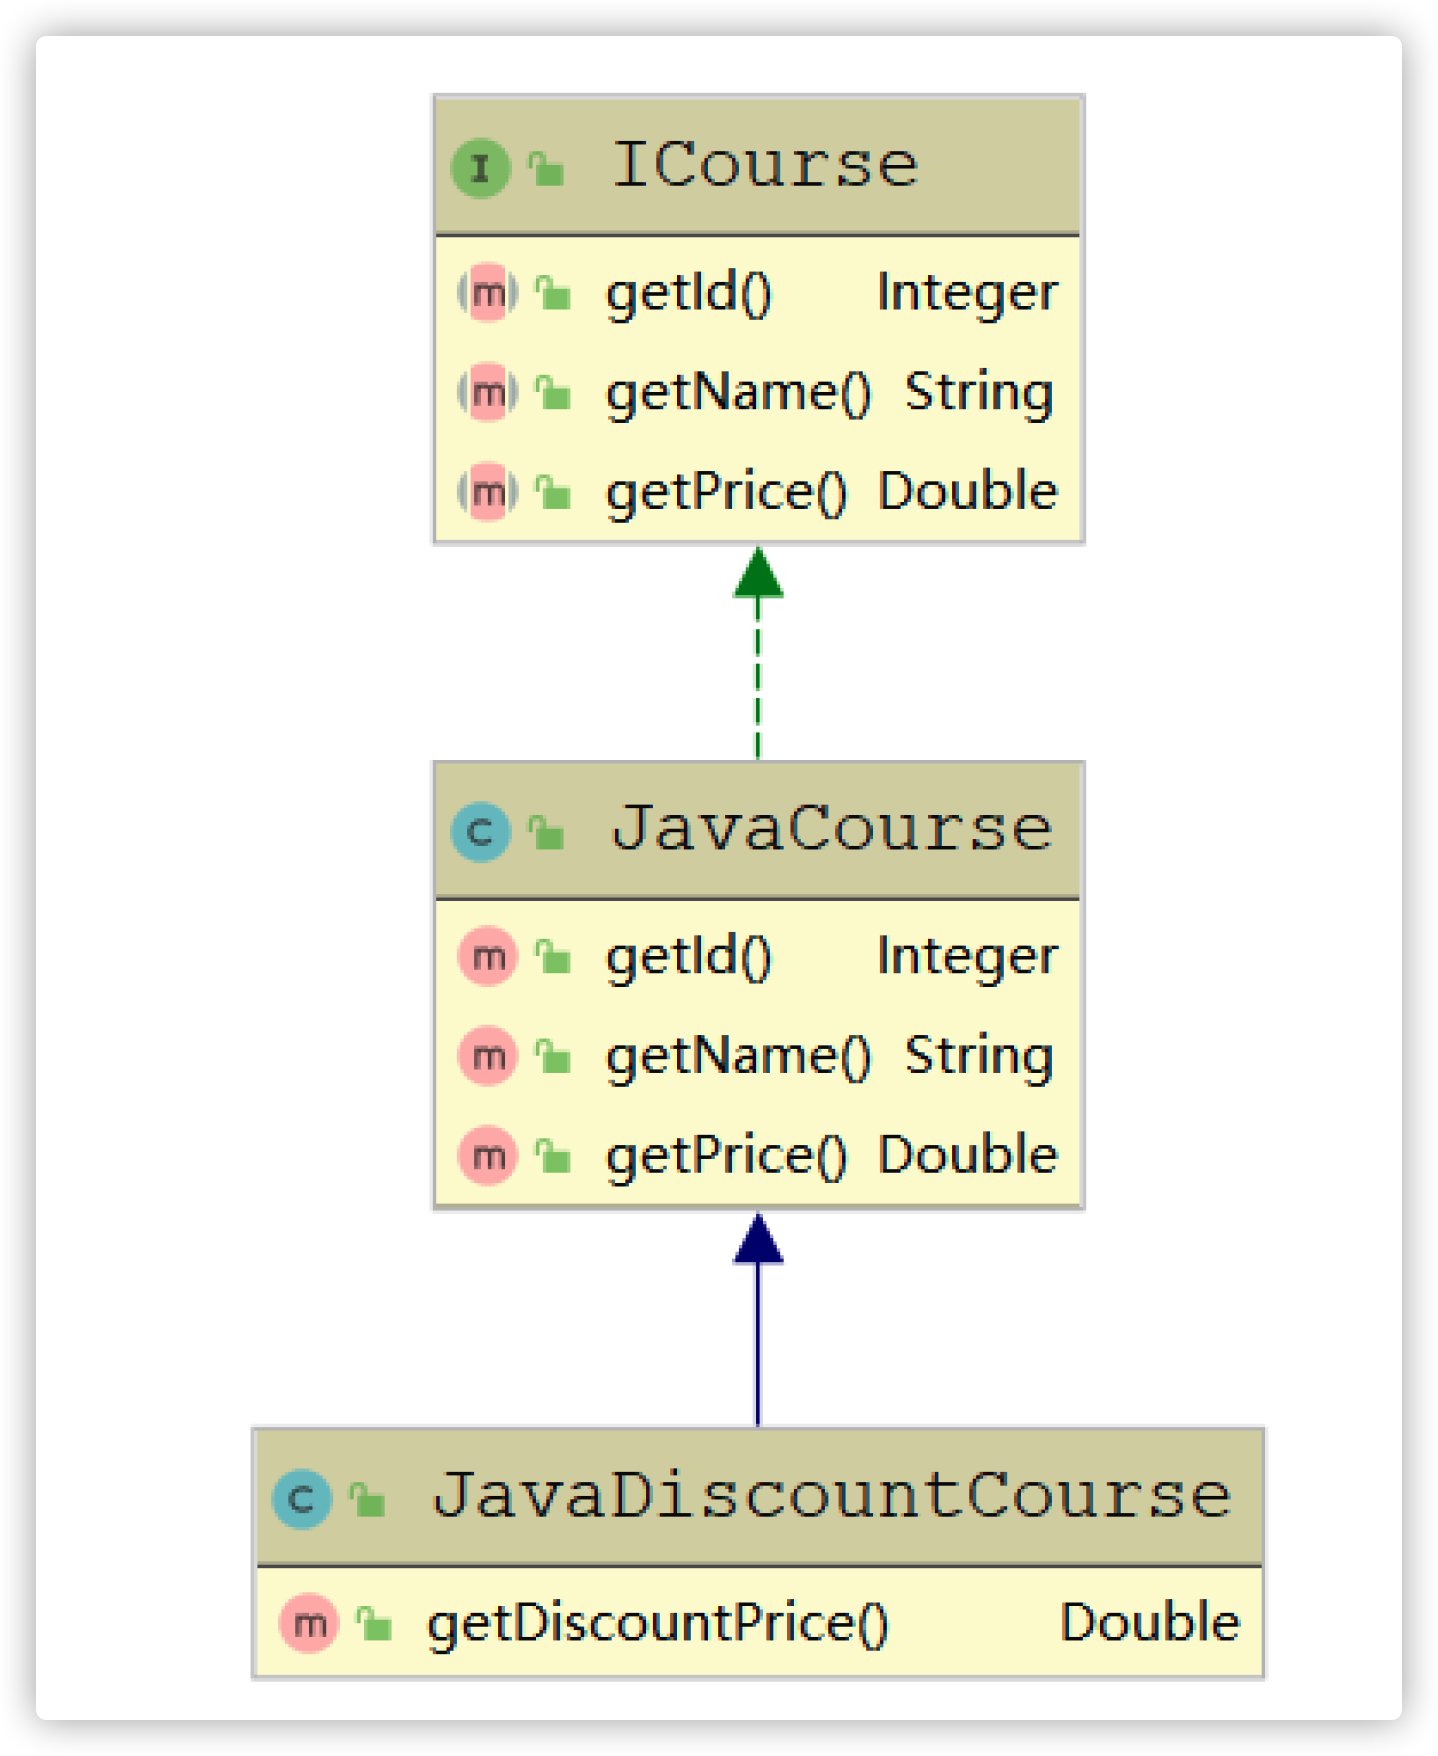 I ICourse
m getId() Integer
m getName() String
m getPrice() Double
C JavaCourse
m getId() Integer
m getName() String
m getPrice() Double
C JavaDiscountCourse
m getDiscountPrice() Double